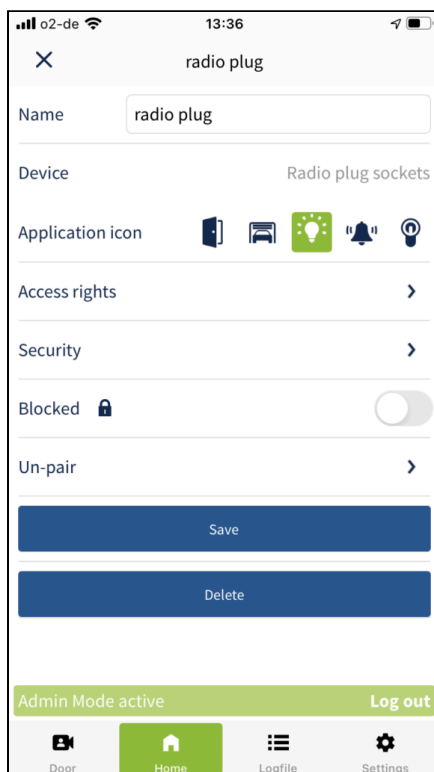 o2-de 13:36
radio plug
Name radio plug
Device Radio plug sockets
Application icon
Access rights
Security
Blocked
Un-pair
Save
Delete
Admin Mode active Log out
Door Home Logfile Settings